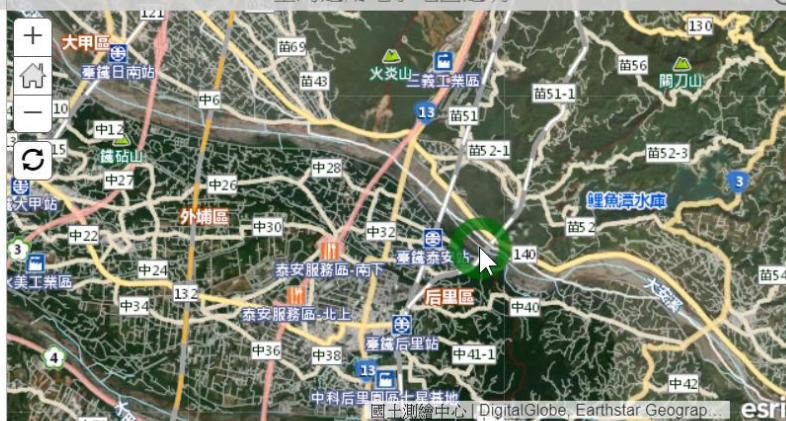 121
130
大甲區
苗69
臺鐵日南站
火炎山
三義工業區
苗56
關刀山
苗43
苗51-1
中6
10
13
苗51
中12
15
鐵砧山
苗52-1
苗52-3
中28
中27
中26
3
大甲站
鯉魚潭水庫
外埔區
中30
中32
苗52
中22
臺鐵泰安站
3
140
泰安服務區-南下
中24
美工業區
苗54
大安溪
132
后里區
中34
泰安服務區-北上
中40
臺鐵后里站
中36
中38
中41-1
4
13
中42
中科后里園區七星基地
國土測繪中心 | DigitalGlobe, Earthstar Geograp...
esri